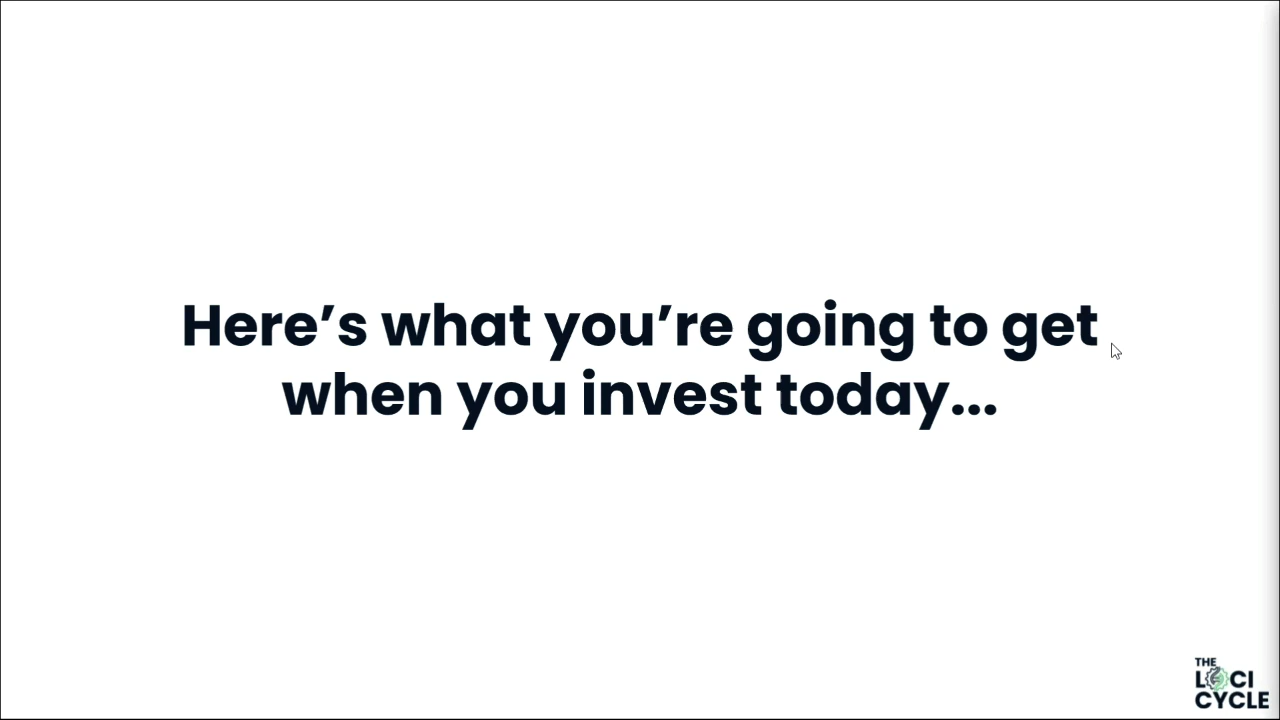 Here’s what you’re going to get
when you invest today...
THE
LOCI
CYCLE